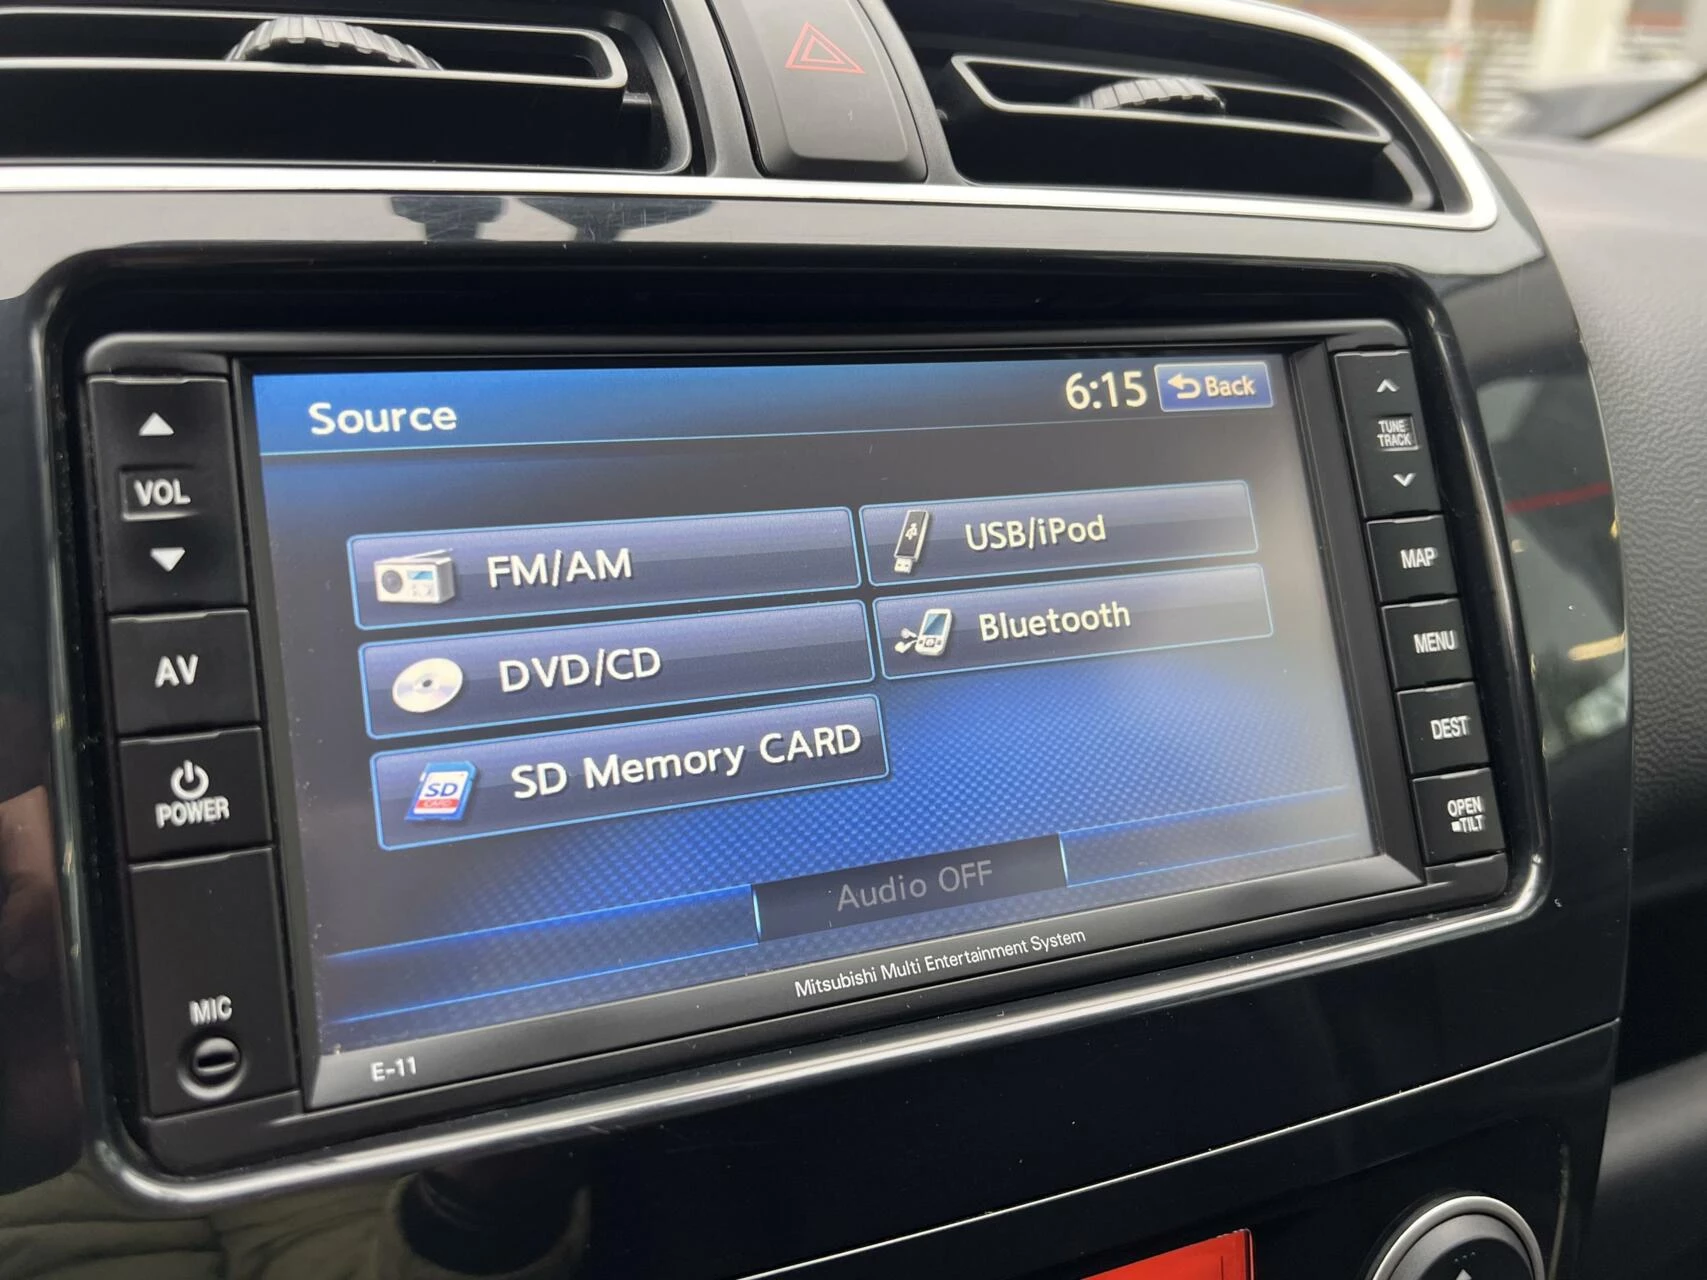 Source
6:15
Back
FM/AM
USB/iPod
DVD/CD
Bluetooth
SD
CARD
SD Memory CARD
Audio OFF
Mitsubishi Multi Entertainment System
E-11
VOL
AV
POWER
MIC
TUNE
TRACK
MAP
MENU
DEST
OPEN
TILT